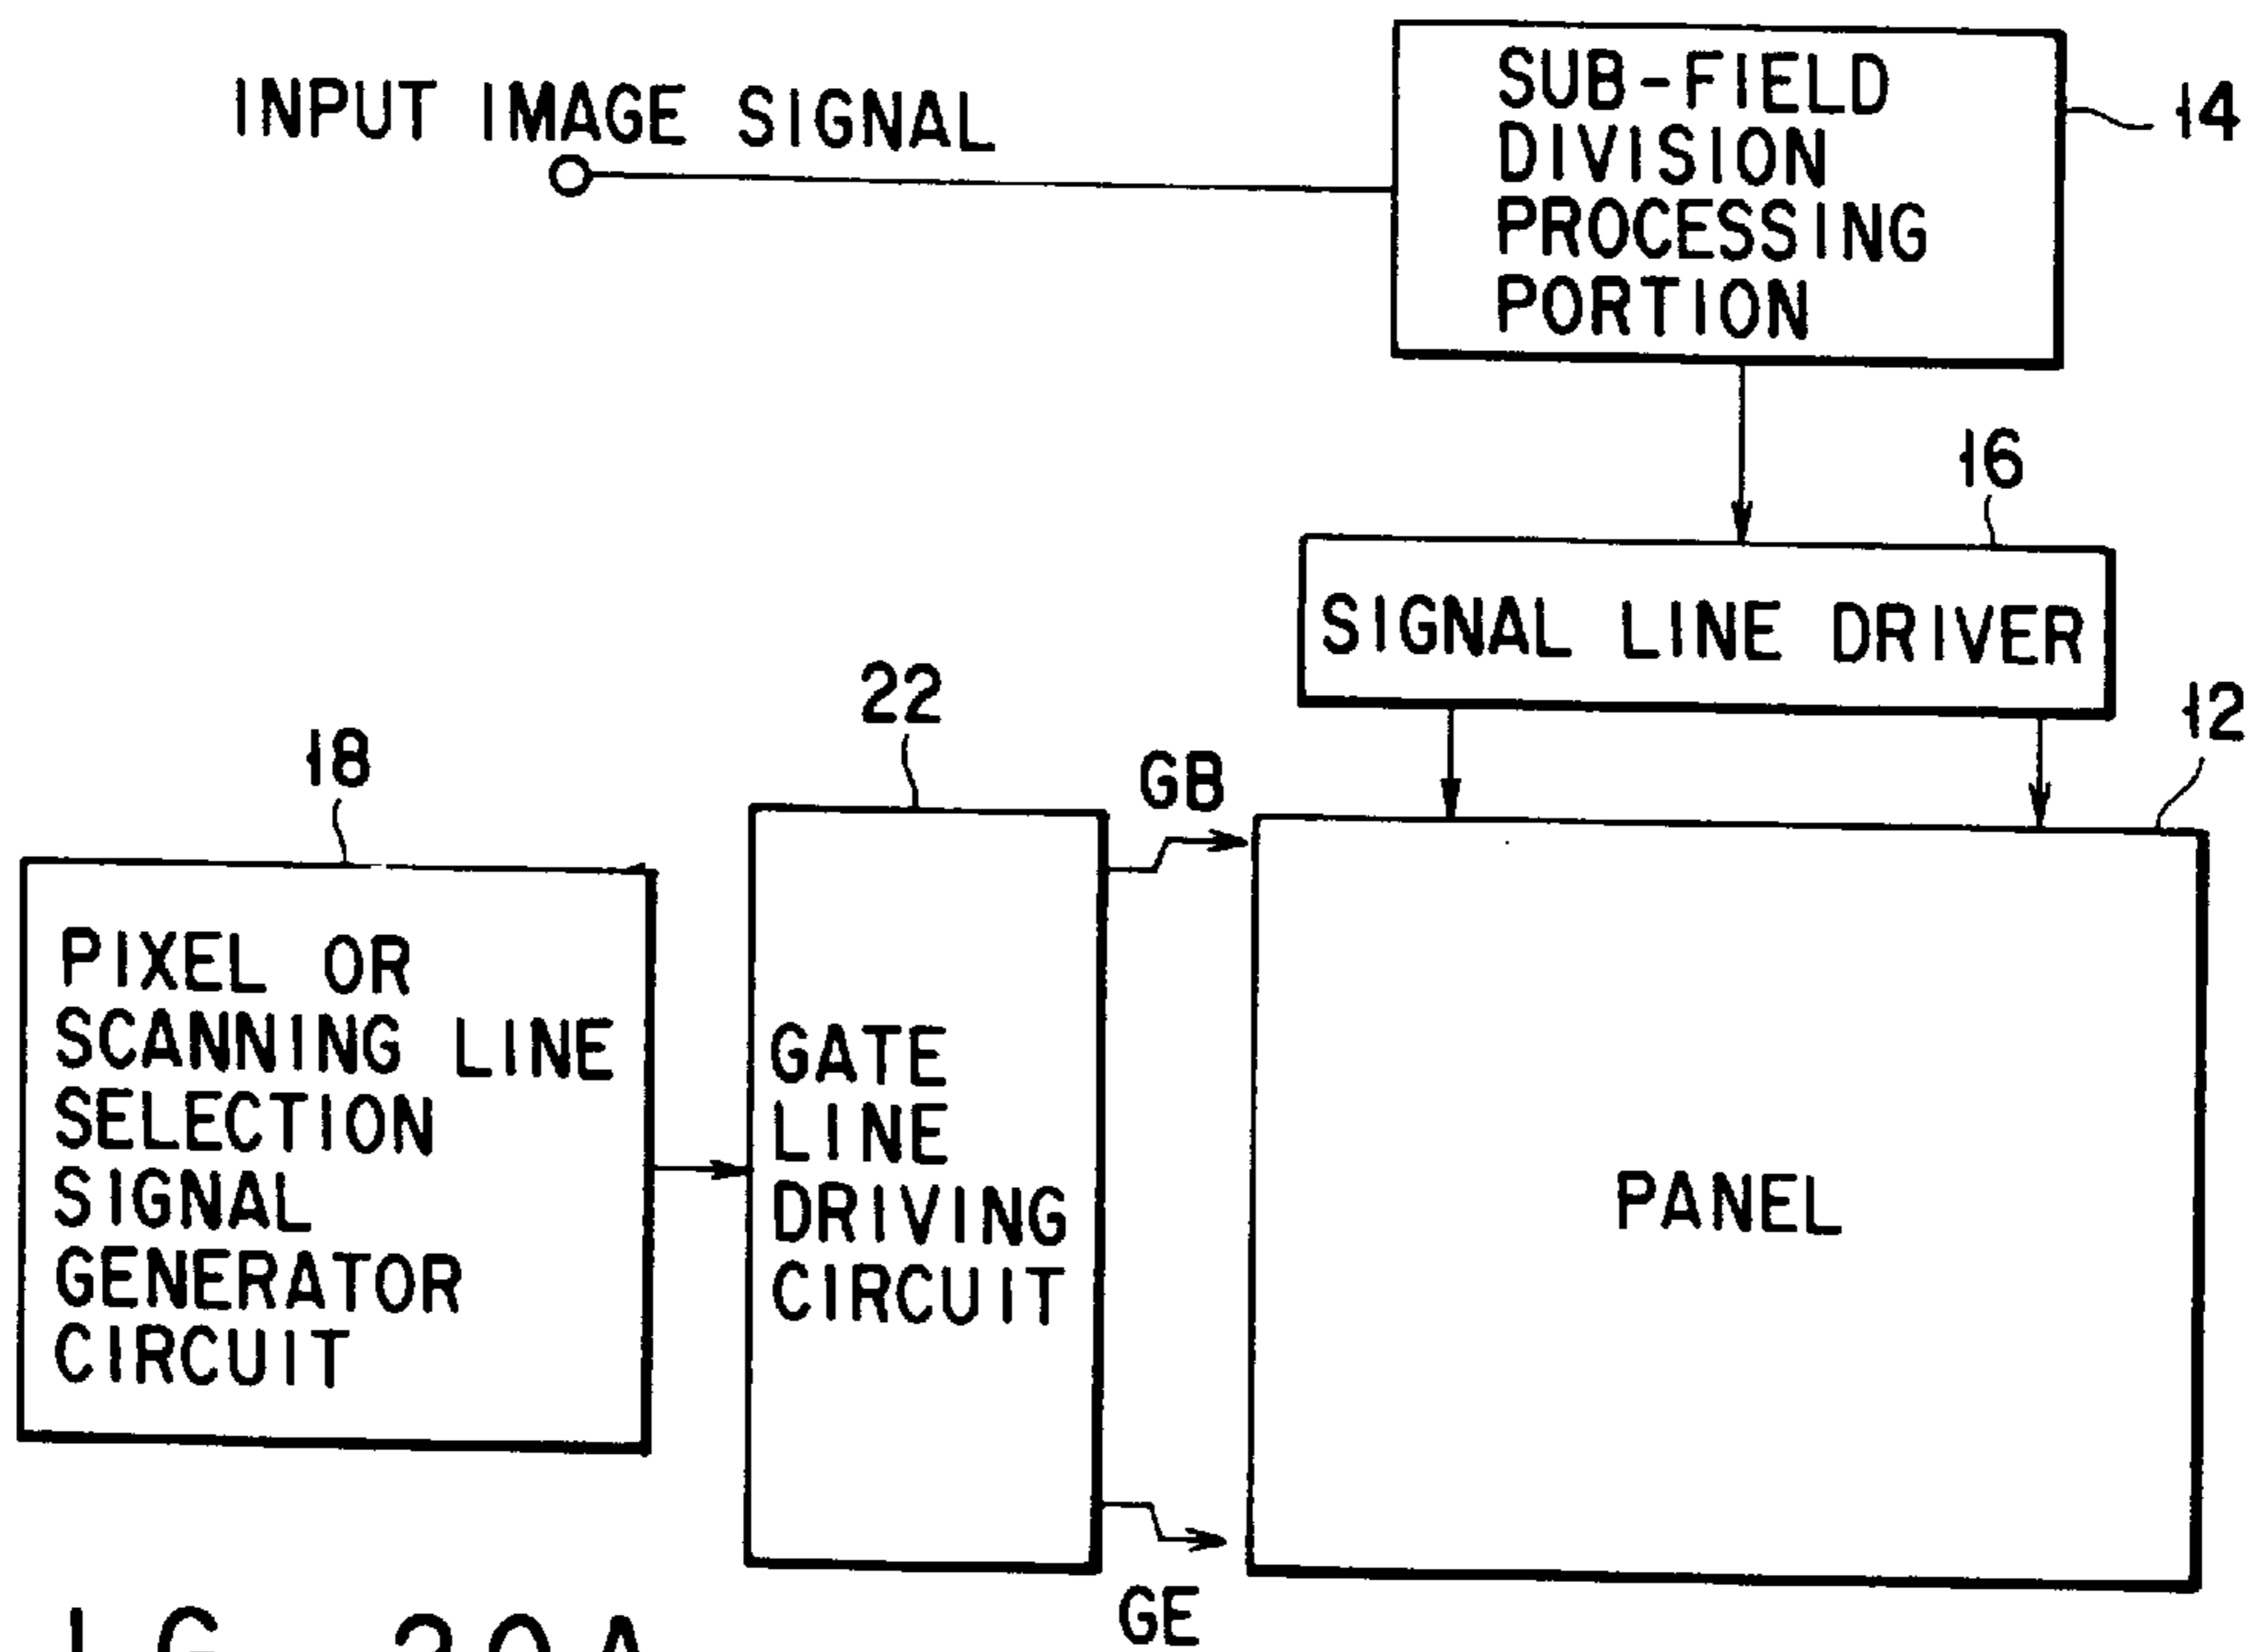 INPUT IMAGE SIGNAL
SUB-FIELD
DIVISION
PROCESSING
PORTION
14
16
SIGNAL LINE DRIVER
12
22
18
GB
PIXEL OR
SCANNING LINE
SELECTION
SIGNAL
GENERATOR
CIRCUIT
GATE
LINE
DRIVING
CIRCUIT
PANEL
GE